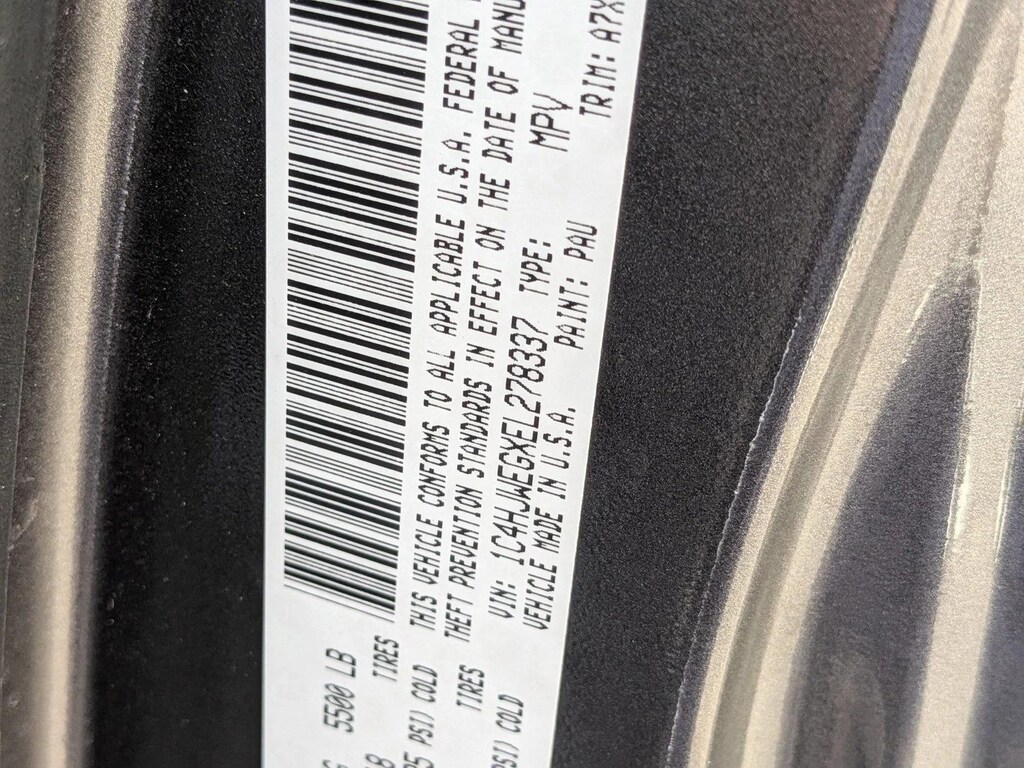 5500 LB
TIRES
THIS VEHICLE CONFORMS TO ALL APPLICABLE U.S.A. FEDERAL
PSI) COLD
THEFT PREVENTION STANDARDS IN EFFECT ON THE DATE OF MANU
TIRES
VIN: 1C4HJWEGXEL278337 TYPE: MPV
PSI) COLD
VEHICLE MADE IN U.S.A. PAINT: PAU TRIM: A7X